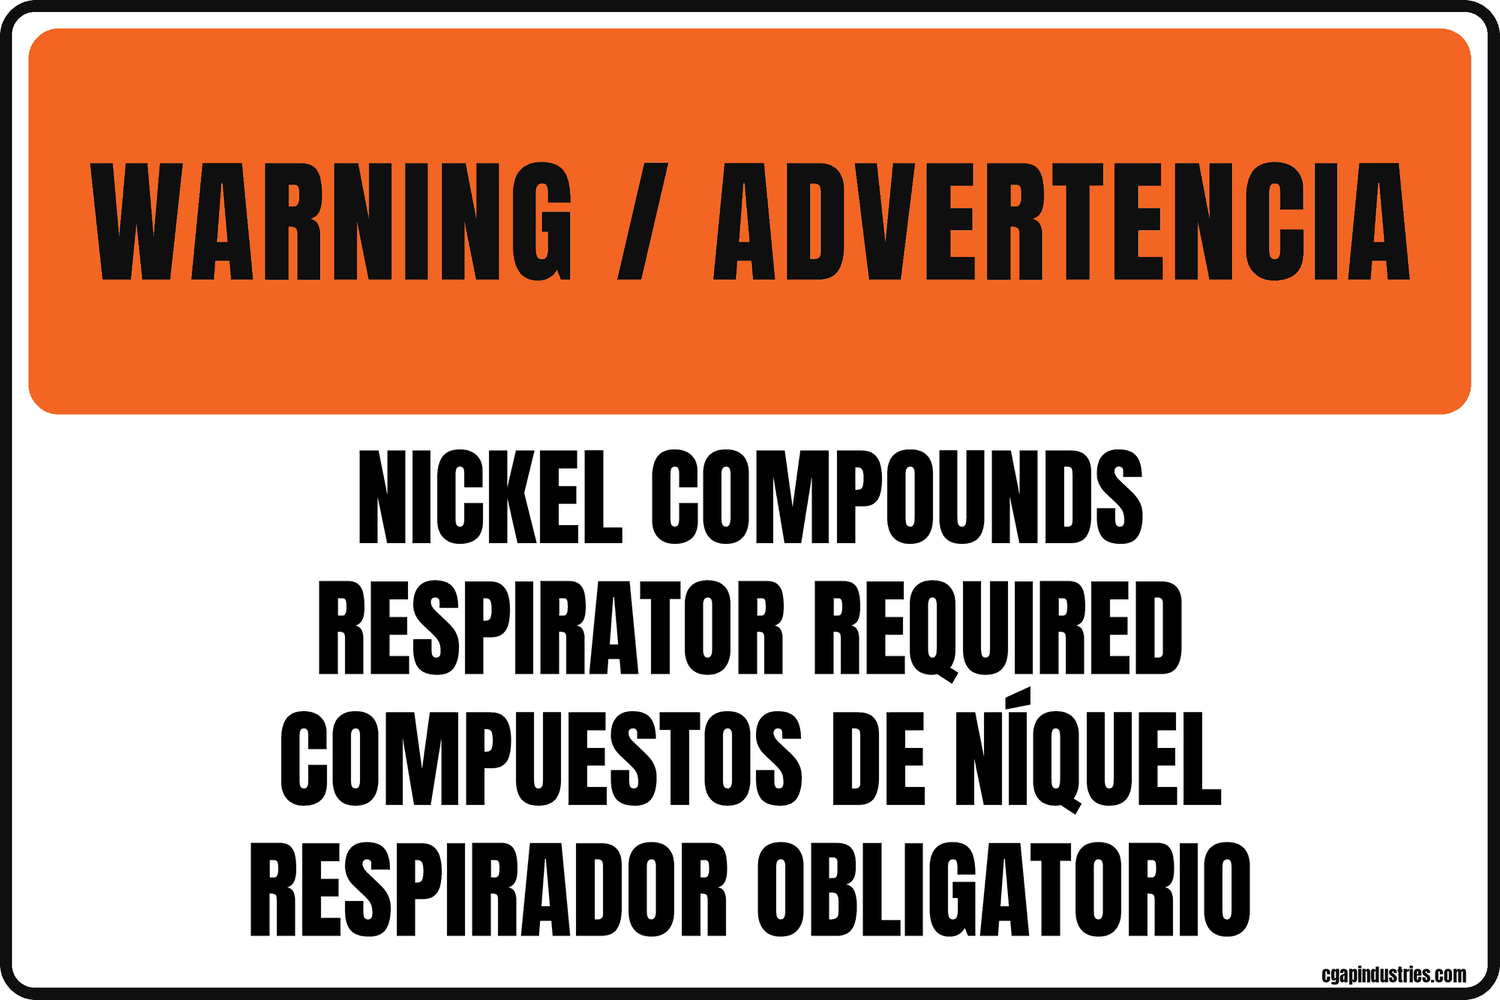 WARNING / ADVERTENCIA
NICKEL COMPOUNDS
RESPIRATOR REQUIRED
COMPUESTOS DE NÍQUEL
RESPIRADOR OBLIGATORIO
cgapindustries.com